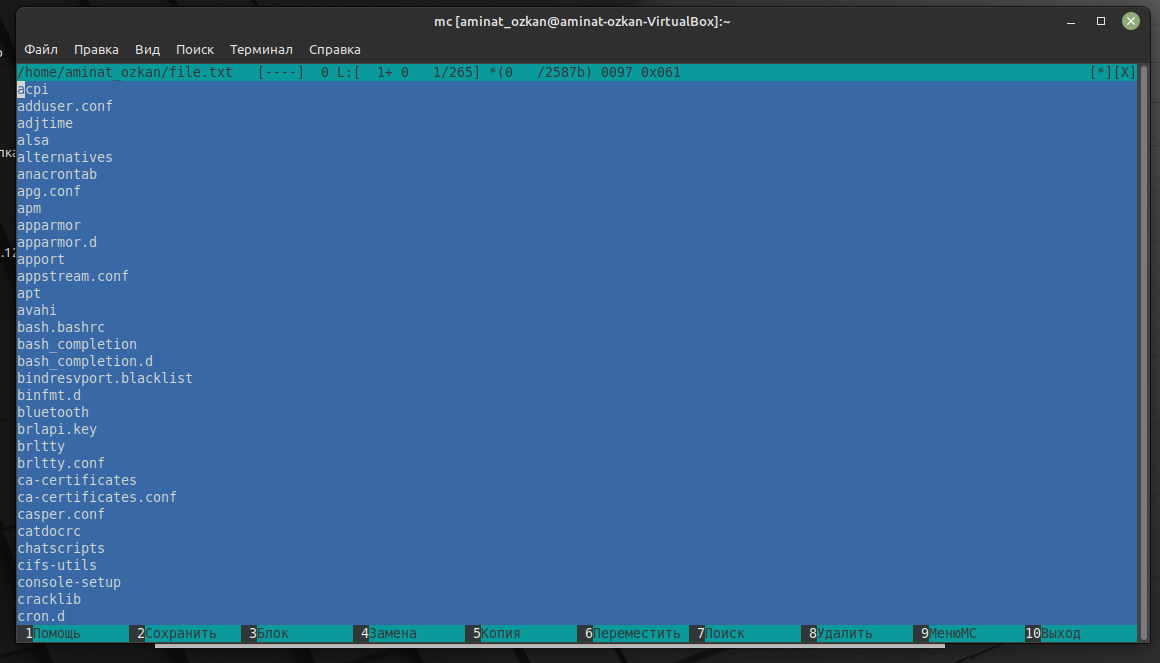 mc [aminat_ozkan@aminat-ozkan-VirtualBox]:~
Файл Правка Вид Поиск Терминал Справка
/home/aminat_ozkan/file.txt [----] 0 L:[ 1+ 0 1/265] *(0 /2587b) 0097 0x061 [*][X]
acpi
adduser.conf
adjtime
alsa
alternatives
anacrontab
apg.conf
apm
apparmor
apparmor.d
apport
appstream.conf
apt
avahi
bash.bashrc
bash_completion
bash_completion.d
bindresvport.blacklist
binfmt.d
bluetooth
brlapi.key
brltty
brltty.conf
ca-certificates
ca-certificates.conf
casper.conf
catdocrc
chatscripts
cifs-utils
console-setup
cracklib
cron.d
1Помощь 2Сохранить 3Блок 4Замена 5Копия 6Переместить 7Поиск 8Удалить 9МенюMC 10Выход